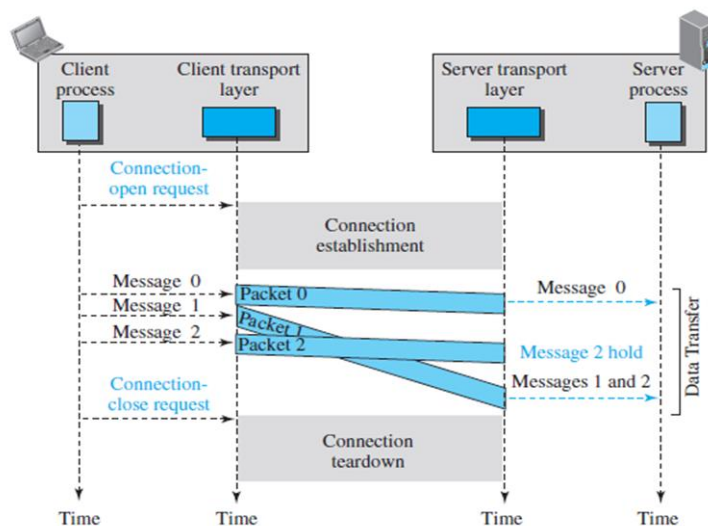 Client process
Client transport layer
Server transport layer
Server process
Connection-
open request
Connection
establishment
Message 0
Packet 0
Message 0
Message 1
Packet 1
Message 2
Packet 2
Message 2 hold
Messages 1 and 2
Data Transfer
Connection-
close request
Connection
teardown
Time
Time
Time
Time